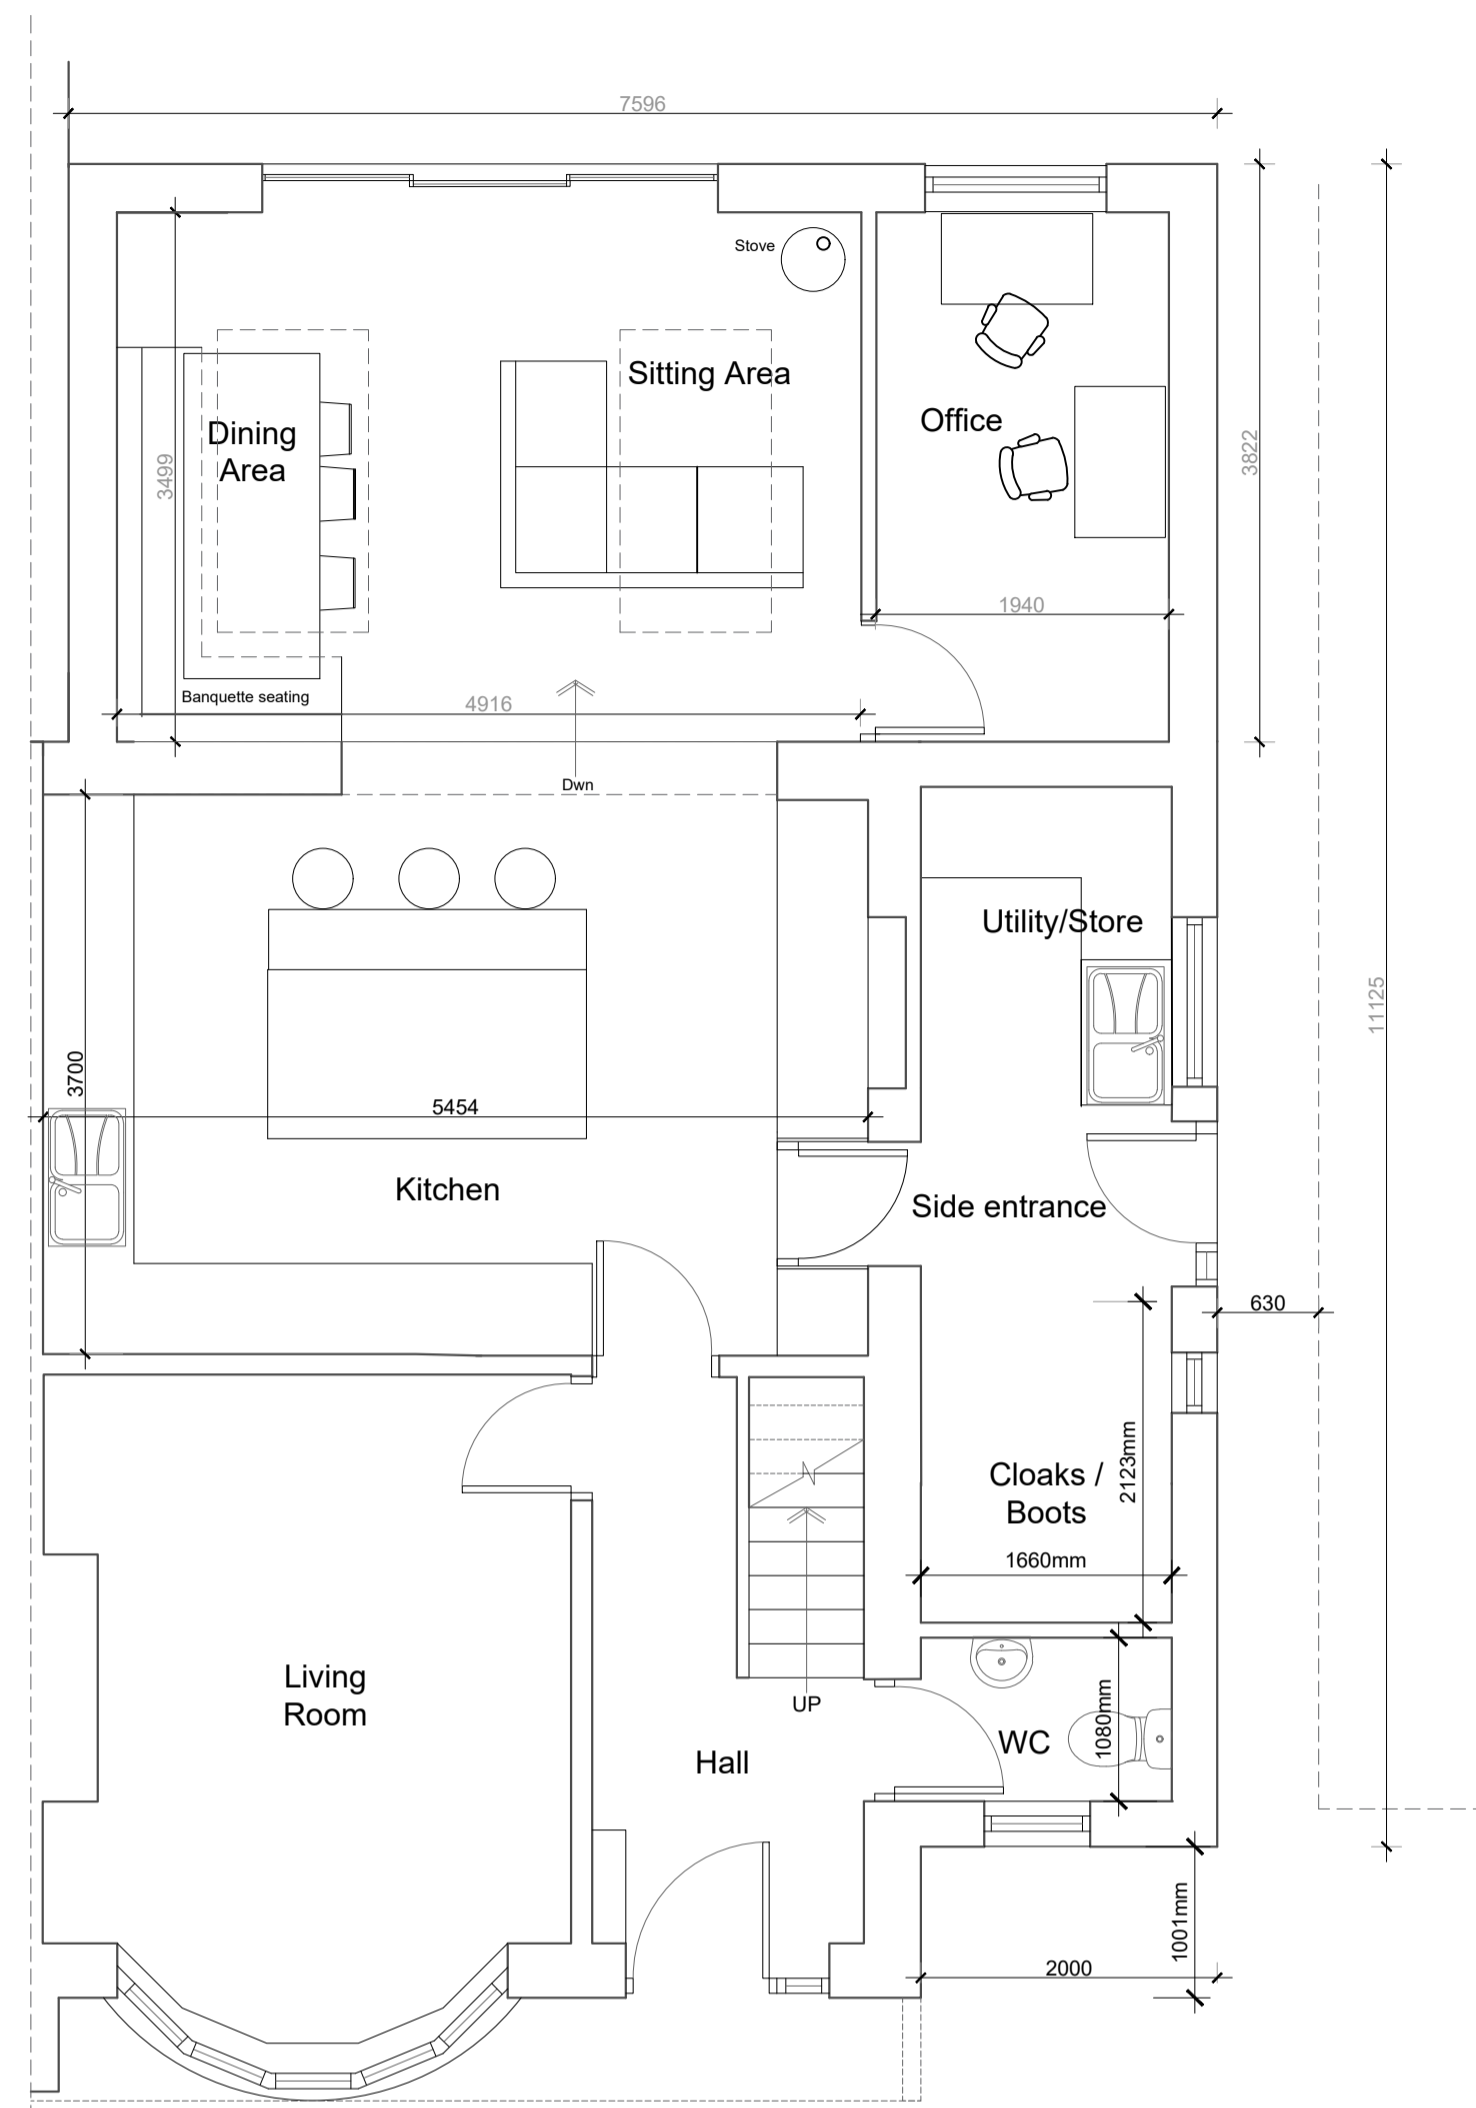 7596
Stove
Sitting Area
Dining
Area
Office
3499
3822
1940
Banquette seating
4916
Dwn
Utility/Store
11125
3700
5454
Kitchen
Side entrance
630
2123mm
Cloaks /
Boots
1660mm
Living
Room
UP
1080mm
WC
Hall
1001mm
2000